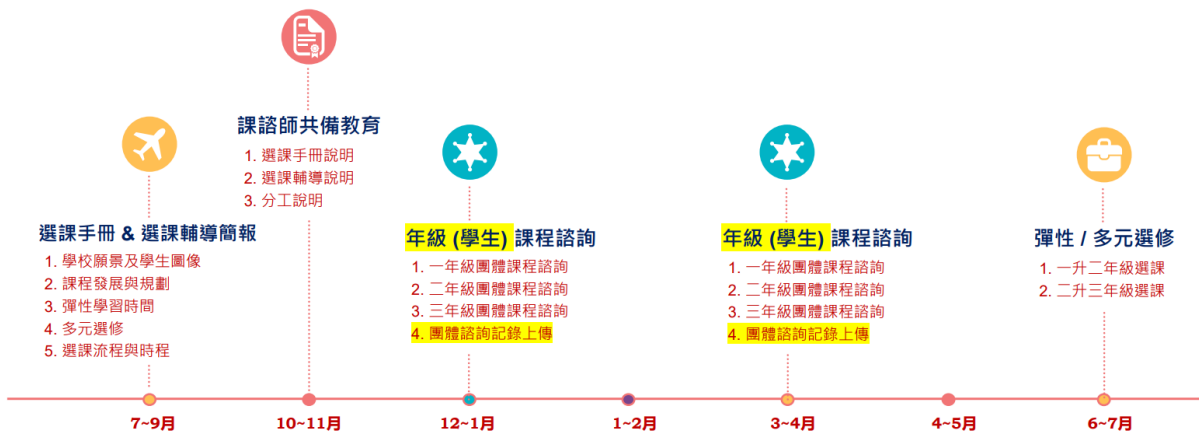 選課手冊 & 選課輔導簡報
1. 學校願景及學生圖像
2. 課程發展與規劃
3. 彈性學習時間
4. 多元選修
5. 選課流程與時程
課諮師共備教育
1. 選課手冊說明
2. 選課輔導說明
3. 分工說明
年級 (學生) 課程諮詢
1. 一年級團體課程諮詢
2. 二年級團體課程諮詢
3. 三年級團體課程諮詢
4. 團體諮詢記錄上傳
年級 (學生) 課程諮詢
1. 一年級團體課程諮詢
2. 二年級團體課程諮詢
3. 三年級團體課程諮詢
4. 團體諮詢記錄上傳
彈性 / 多元選修
1. 一升二年級選課
2. 二升三年級選課
7~9月
10~11月
12~1月
1~2月
3~4月
4~5月
6~7月